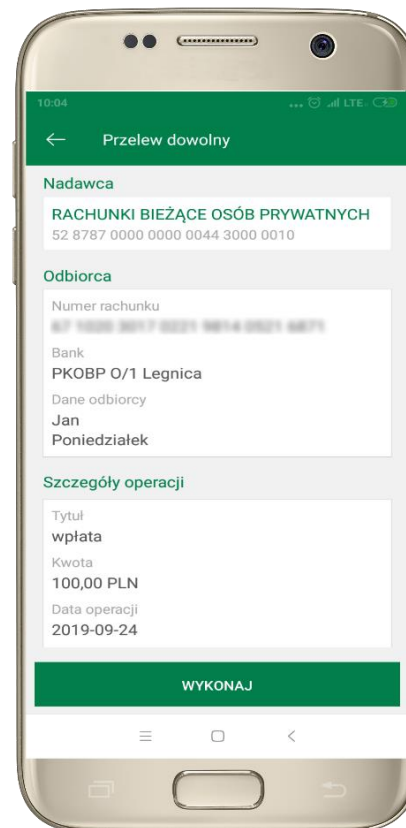 10:04
... LTE
Przelew dowolny
Nadawca
RACHUNKI BIEŻĄCE OSÓB PRYWATNYCH
52 8787 0000 0000 0044 3000 0010
Odbiorca
Numer rachunku
Bank
PKOBP O/1 Legnica
Dane odbiorcy
Jan
Poniedziałek
Szczegóły operacji
Tytuł
wpłata
Kwota
100,00 PLN
Data operacji
2019-09-24
WYKONAJ